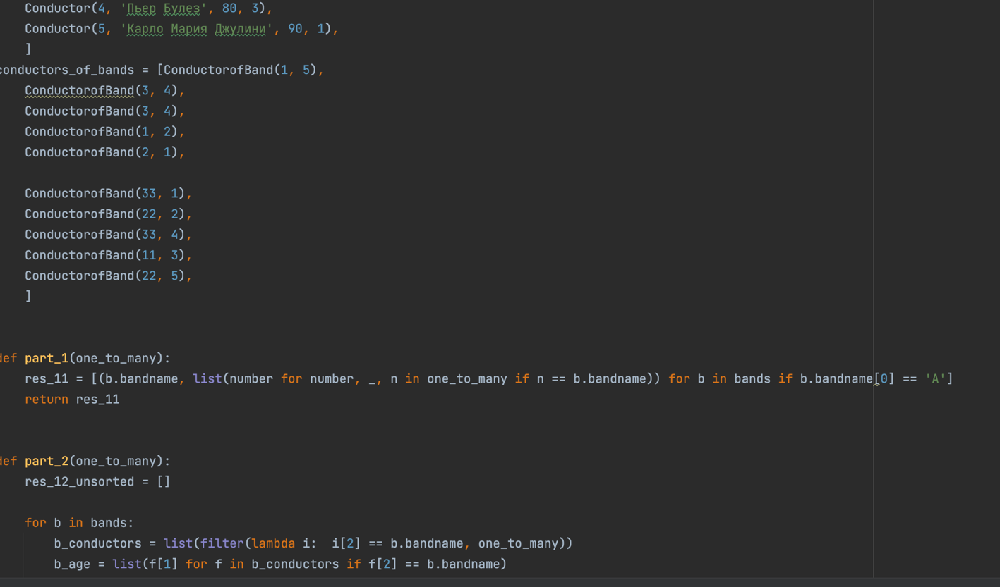 Conductor(4, 'Пьер Булез', 80, 3),
Conductor(5, 'Карло Мария Джулини', 90, 1),
]
conductors_of_bands = [ConductorofBand(1, 5),
ConductorofBand(3, 4),
ConductorofBand(3, 4),
ConductorofBand(1, 2),
ConductorofBand(2, 1),
ConductorofBand(33, 1),
ConductorofBand(22, 2),
ConductorofBand(33, 4),
ConductorofBand(11, 3),
ConductorofBand(22, 5),
]
def part_1(one_to_many):
res_11 = [(b.bandname, list(number for number, _, n in one_to_many if n == b.bandname)) for b in bands if b.bandname[0] == 'A']
return res_11
def part_2(one_to_many):
res_12_unsorted = []
for b in bands:
b_conductors = list(filter(lambda i:  i[2] == b.bandname, one_to_many))
b_age = list(f[1] for f in b_conductors if f[2] == b.bandname)